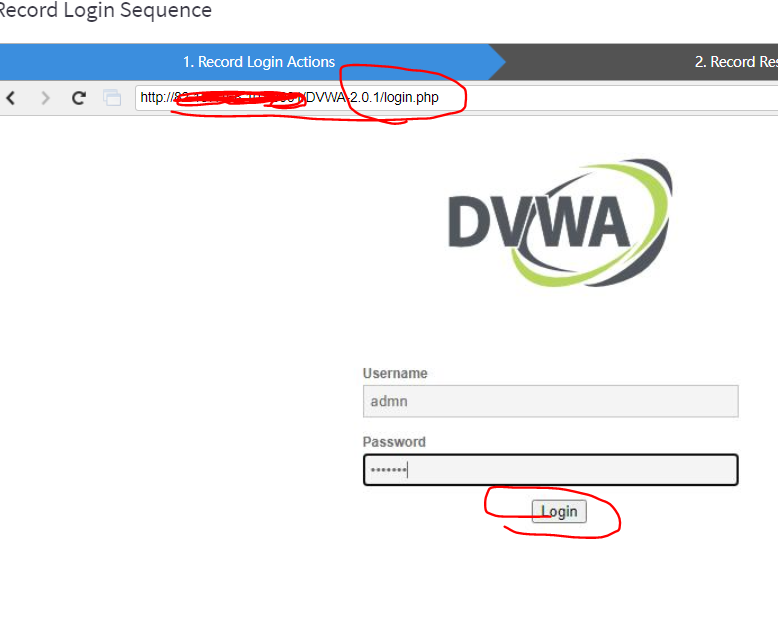 Record Login Sequence
1. Record Login Actions
2. Record Res
http://8 /DVWA-2.0.1/login.php
DVWA
Username
admn
Password
•••••••
Login